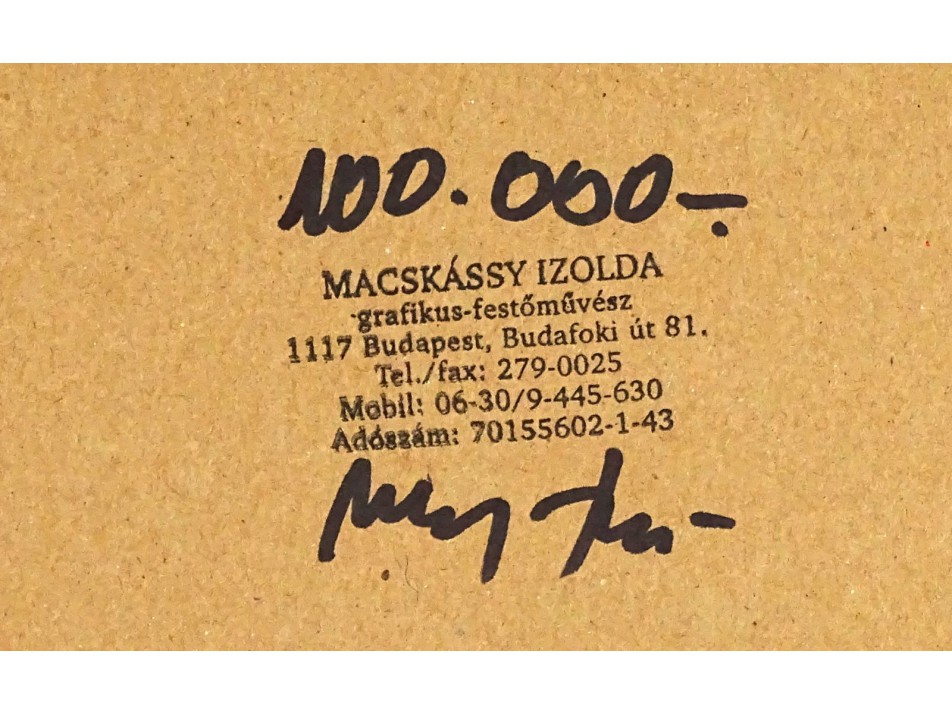 100.000.-
MACSKÁSSY IZOLDA
grafikus-festőművész
1117 Budapest, Budafoki út 81.
Tel./fax: 279-0025
Mobil: 06-30/9-445-630
Adószám: 70155602-1-43